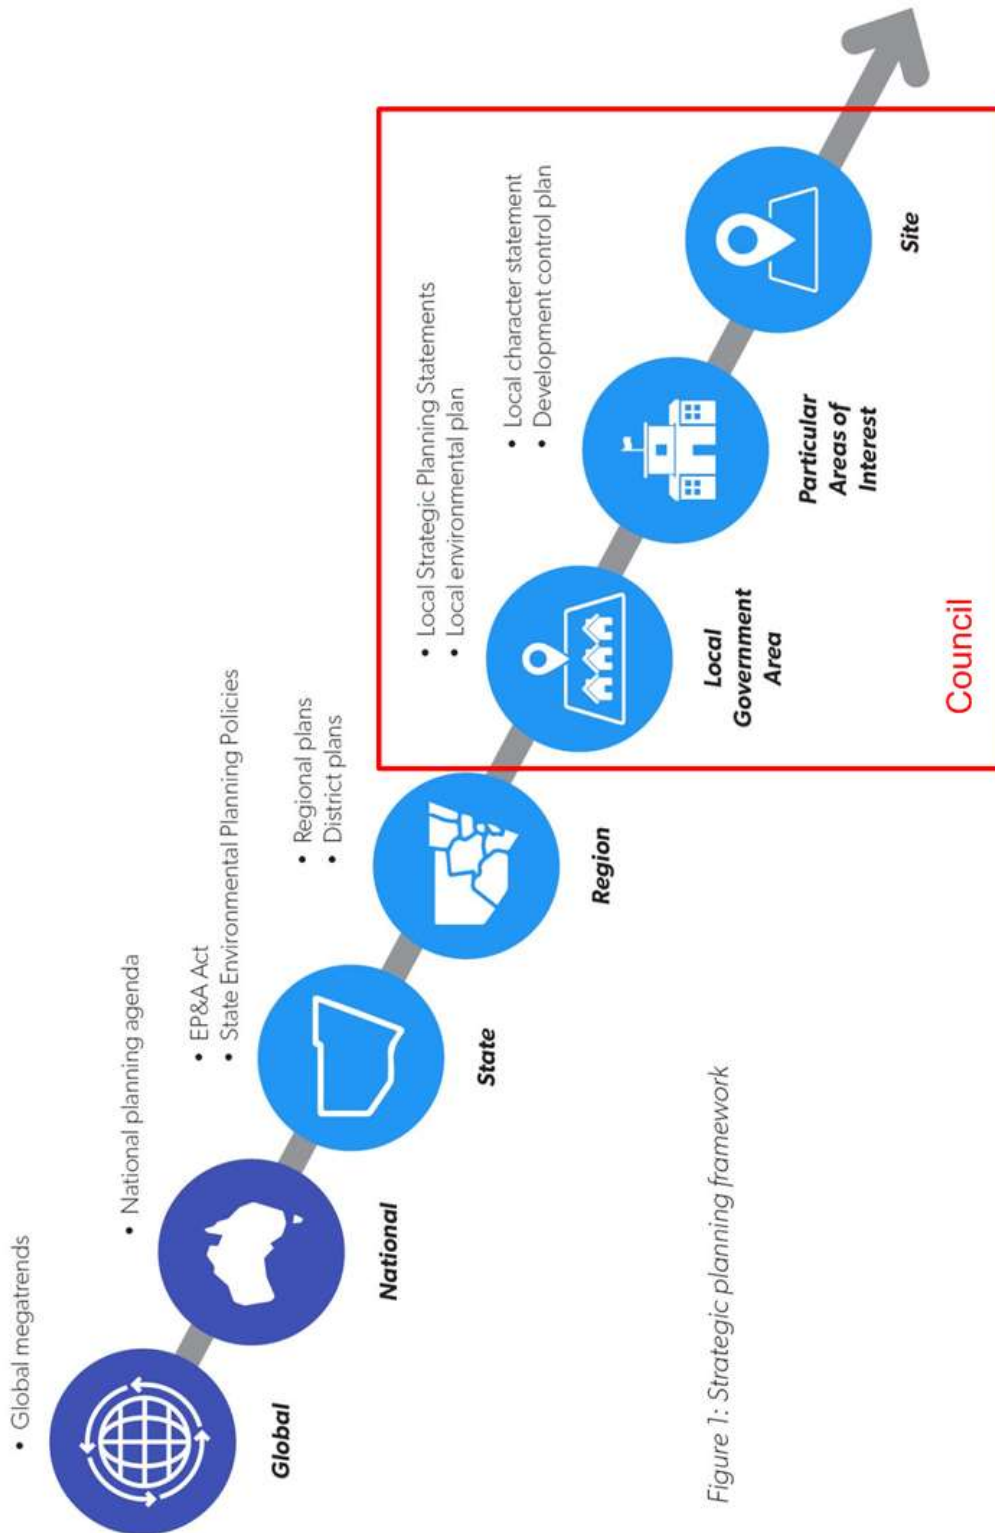 • Global megatrends
• National planning agenda
• EP&A Act
• State Environmental Planning Policies
• Regional plans
• District plans
• Local Strategic Planning Statements
• Local environmental plan
• Local character statement
• Development control plan
Global
National
State
Region
Local
Government
Area
Particular
Areas of
Interest
Site
Council
Figure 1: Strategic planning framework